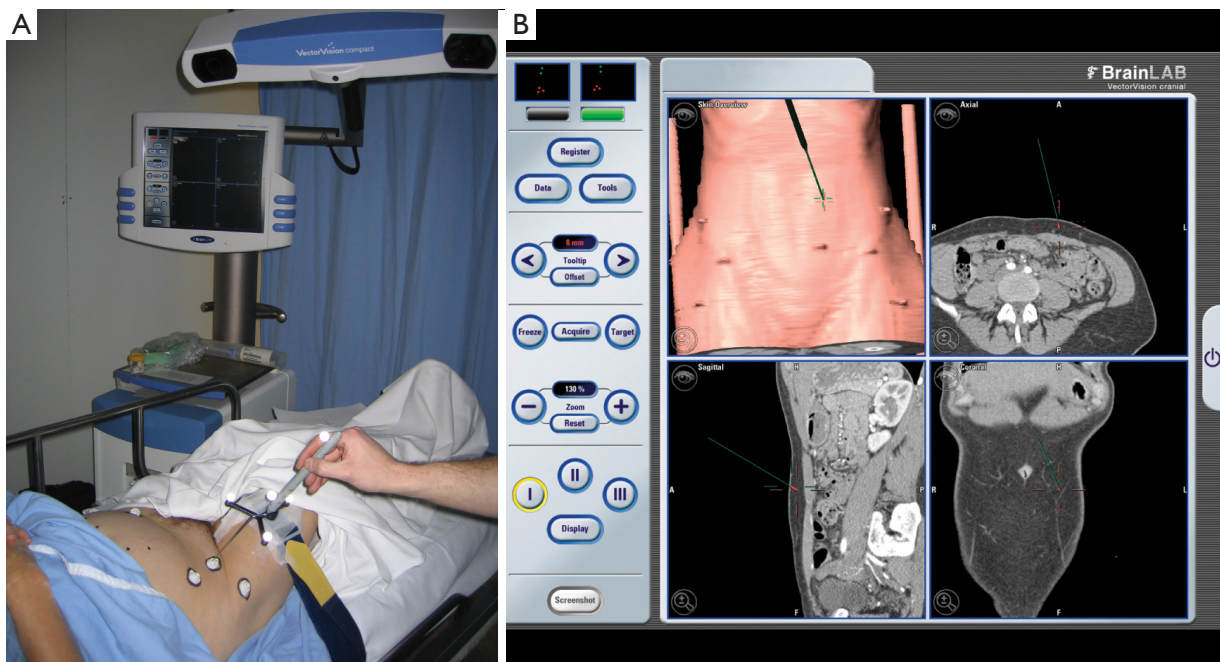 A
VectorVision compact
BrainLAB
B
BrainLAB
VectorVision cranial
Register
Data
Tools
8 mm
Tooltip
Offset
Freeze
Acquire
Target
130 %
Zoom
Reset
I
II
III
Display
Screenshot
Skin Overview
Axial
A
R
L
P
Sagittal
H
A
P
F
Coronal
H
R
L
F